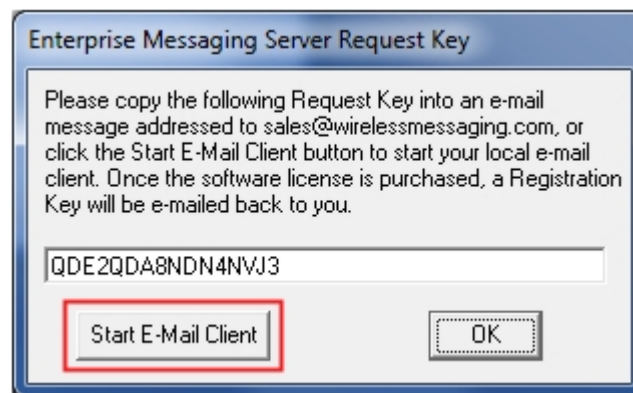 Enterprise Messaging Server Request Key
Please copy the following Request Key into an e-mail
message addressed to sales@wirelessmessaging.com, or
click the Start E-Mail Client button to start your local e-mail
client. Once the software license is purchased, a Registration
Key will be e-mailed back to you.
QDE2QDA8NDN4NVJ3
Start E-Mail Client
OK